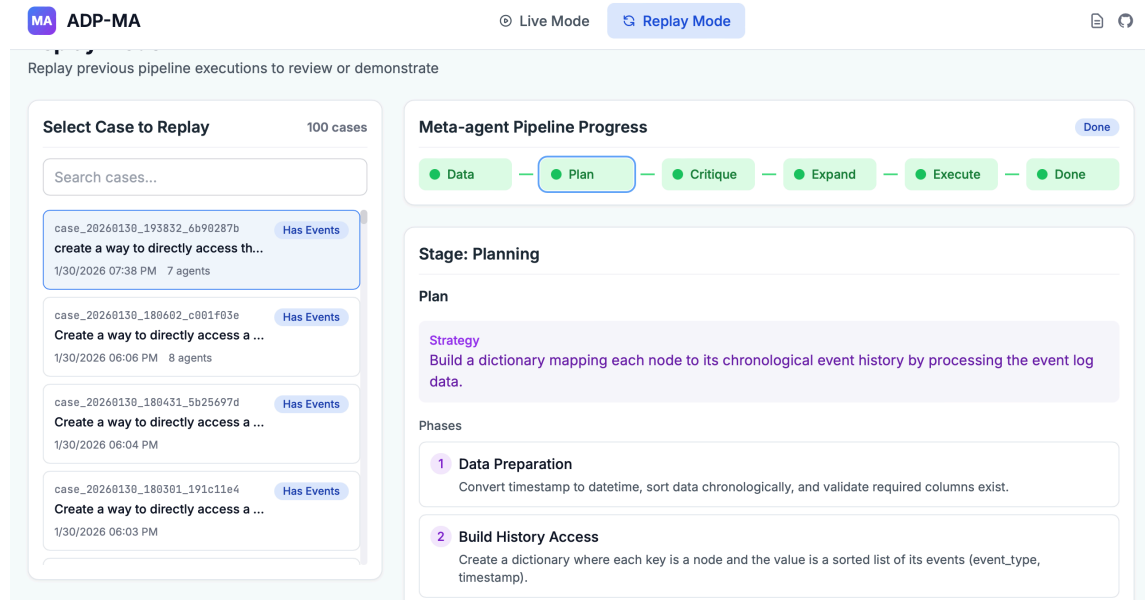 MA ADP-MA
Live Mode
Replay Mode
Replay previous pipeline executions to review or demonstrate
Select Case to Replay
100 cases
Search cases...
case_20260130_193832_6b90287b
Has Events
create a way to directly access th...
1/30/2026 07:38 PM 7 agents
case_20260130_180602_c001f03e
Has Events
Create a way to directly access a ...
1/30/2026 06:06 PM 8 agents
case_20260130_180431_5b25697d
Has Events
Create a way to directly access a ...
1/30/2026 06:04 PM
case_20260130_180301_191c11e4
Has Events
Create a way to directly access a ...
1/30/2026 06:03 PM
Meta-agent Pipeline Progress
Done
Data
Plan
Critique
Expand
Execute
Done
Stage: Planning
Plan
Strategy
Build a dictionary mapping each node to its chronological event history by processing the event log
data.
Phases
1 Data Preparation
Convert timestamp to datetime, sort data chronologically, and validate required columns exist.
2 Build History Access
Create a dictionary where each key is a node and the value is a sorted list of its events (event_type,
timestamp).